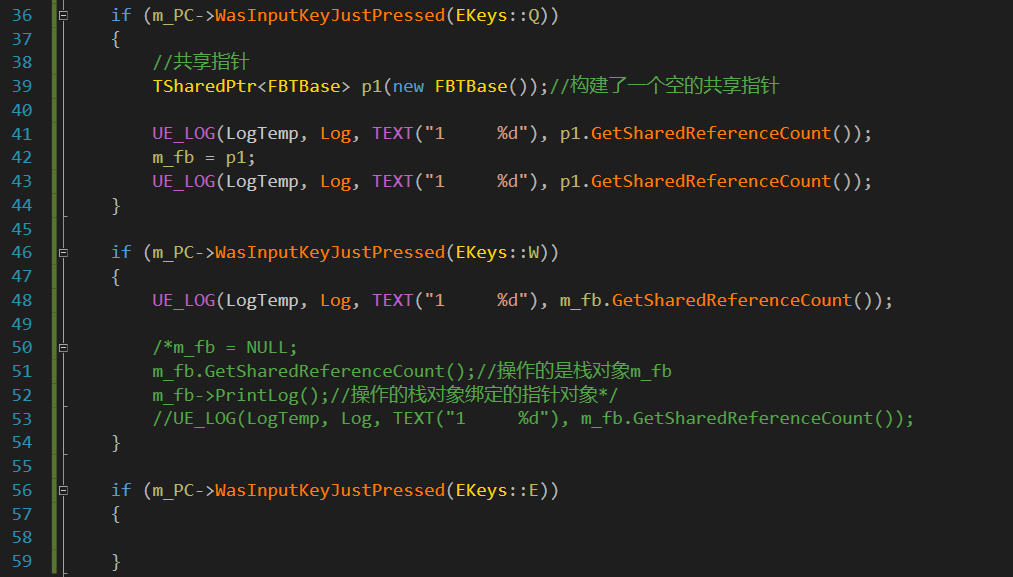 36 if (m_PC->WasInputKeyJustPressed(EKeys::Q))
37 {
38 //共享指针
39 TSharedPtr<FBTBase> p1(new FBTBase());//构建了一个空的共享指针
40
41 UE_LOG(LogTemp, Log, TEXT("1     %d"), p1.GetSharedReferenceCount());
42 m_fb = p1;
43 UE_LOG(LogTemp, Log, TEXT("1     %d"), p1.GetSharedReferenceCount());
44 }
45
46 if (m_PC->WasInputKeyJustPressed(EKeys::W))
47 {
48 UE_LOG(LogTemp, Log, TEXT("1     %d"), m_fb.GetSharedReferenceCount());
49
50 /*m_fb = NULL;
51 m_fb.GetSharedReferenceCount();//操作的是栈对象m_fb
52 m_fb->PrintLog();//操作的栈对象绑定的指针对象*/
53 //UE_LOG(LogTemp, Log, TEXT("1     %d"), m_fb.GetSharedReferenceCount());
54 }
55
56 if (m_PC->WasInputKeyJustPressed(EKeys::E))
57 {
58
59 }